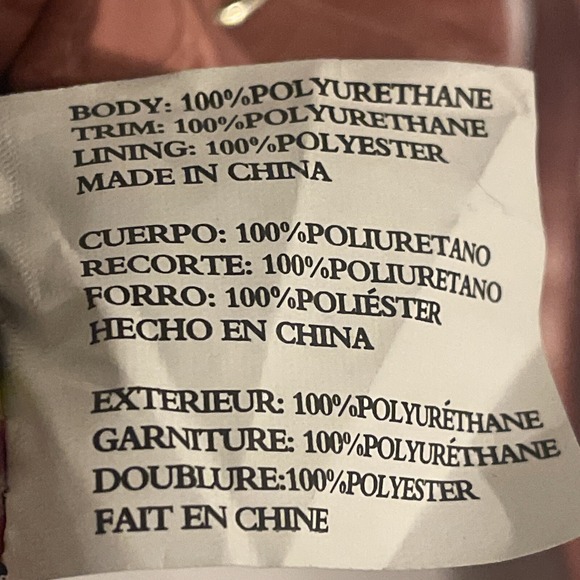 BODY: 100%POLYURETHANE
TRIM: 100%POLYURETHANE
LINING: 100%POLYESTER
MADE IN CHINA
CUERPO: 100%POLIURETANO
RECORTE: 100%POLIURETANO
FORRO: 100%POLIÉSTER
HECHO EN CHINA
EXTERIEUR: 100%POLYURÉTHANE
GARNITURE: 100%POLYURÉTHANE
DOUBLURE:100%POLYESTER
FAIT EN CHINE